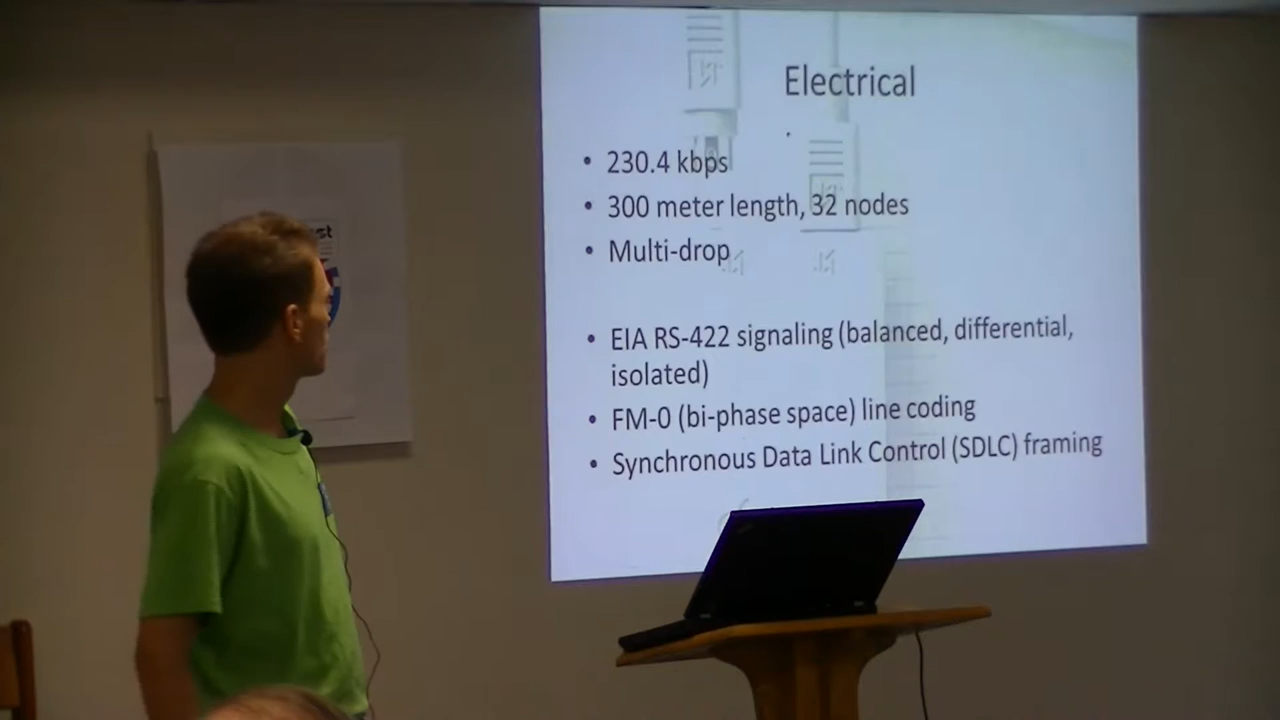 Electrical
• 230.4 kbps
• 300 meter length, 32 nodes
• Multi-drop
• EIA RS-422 signaling (balanced, differential,
isolated)
• FM-0 (bi-phase space) line coding
• Synchronous Data Link Control (SDLC) framing